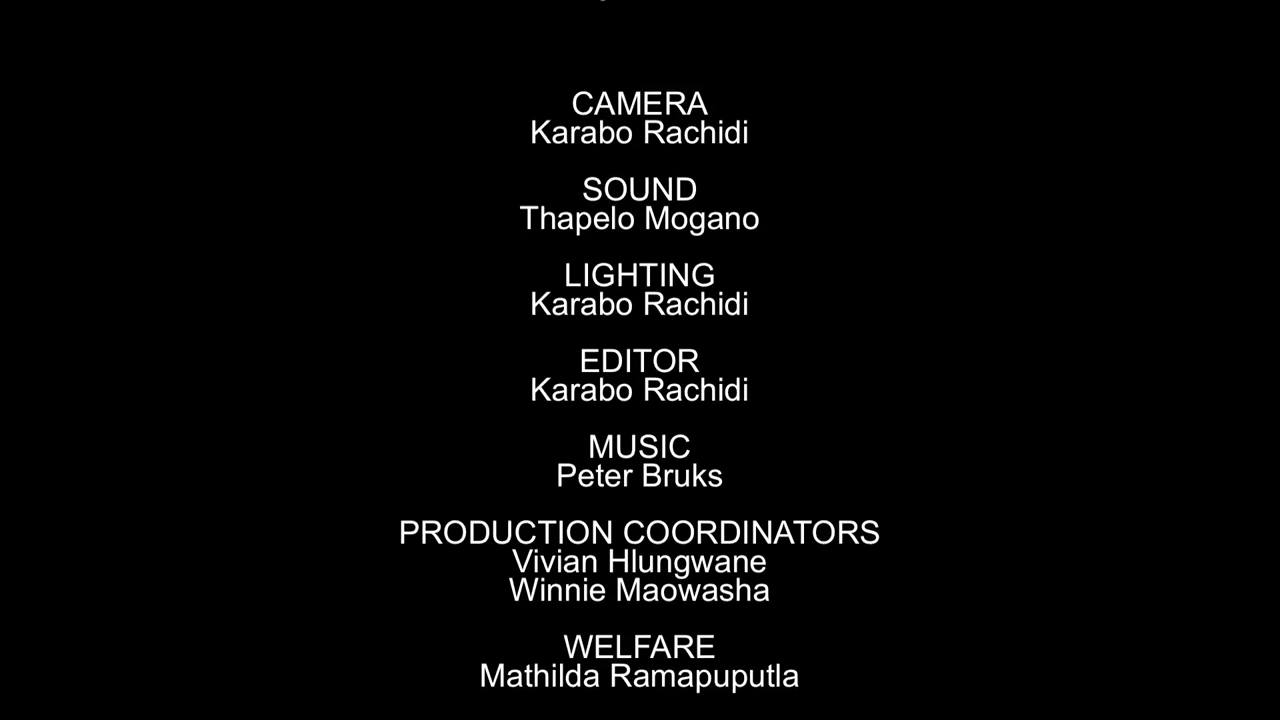 CAMERA
Karabo Rachidi
SOUND
Thapelo Mogano
LIGHTING
Karabo Rachidi
EDITOR
Karabo Rachidi
MUSIC
Peter Bruks
PRODUCTION COORDINATORS
Vivian Hlungwane
Winnie Maowasha
WELFARE
Mathilda Ramapuputla